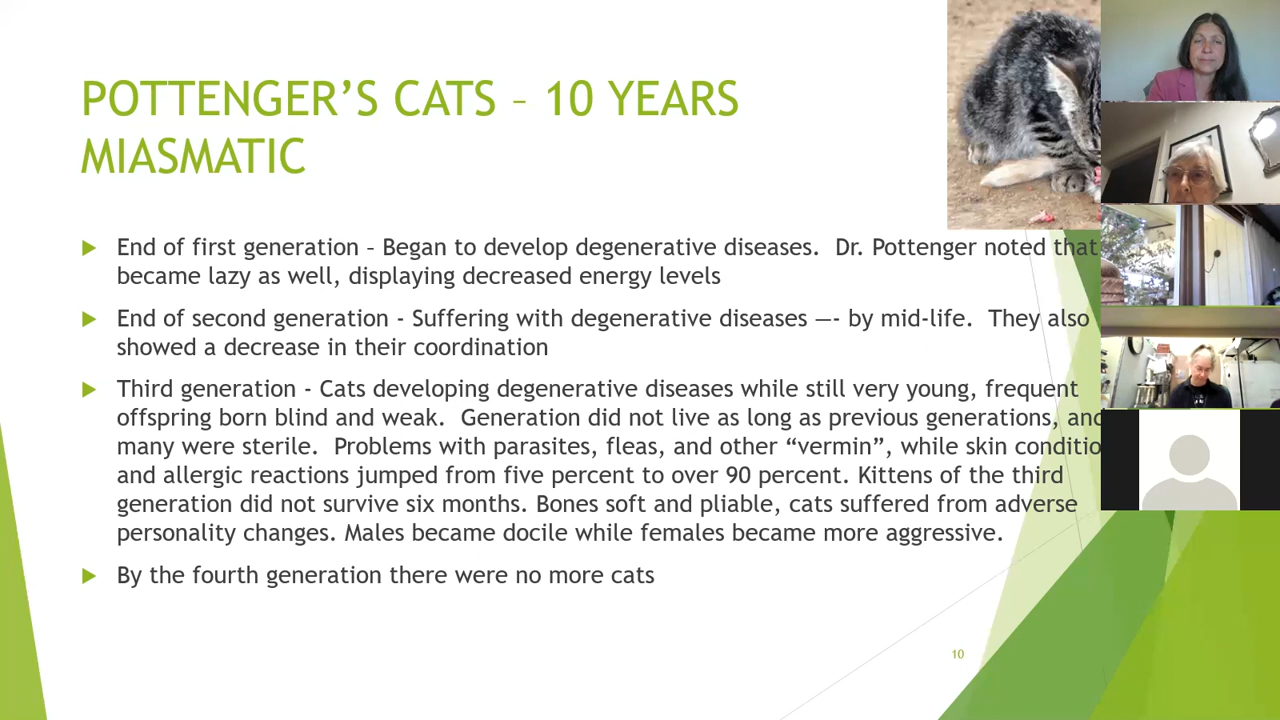 POTTENGER’S CATS – 10 YEARS
MIASMATIC
End of first generation – Began to develop degenerative diseases.  Dr. Pottenger noted that
became lazy as well, displaying decreased energy levels
End of second generation - Suffering with degenerative diseases —- by mid-life.  They also
showed a decrease in their coordination
Third generation - Cats developing degenerative diseases while still very young, frequent
offspring born blind and weak.  Generation did not live as long as previous generations, and
many were sterile.  Problems with parasites, fleas, and other “vermin”, while skin
and allergic reactions jumped from five percent to over 90 percent. Kittens of the third
generation did not survive six months. Bones soft and pliable, cats suffered from adverse
personality changes. Males became docile while females became more aggressive.
By the fourth generation there were no more cats
10